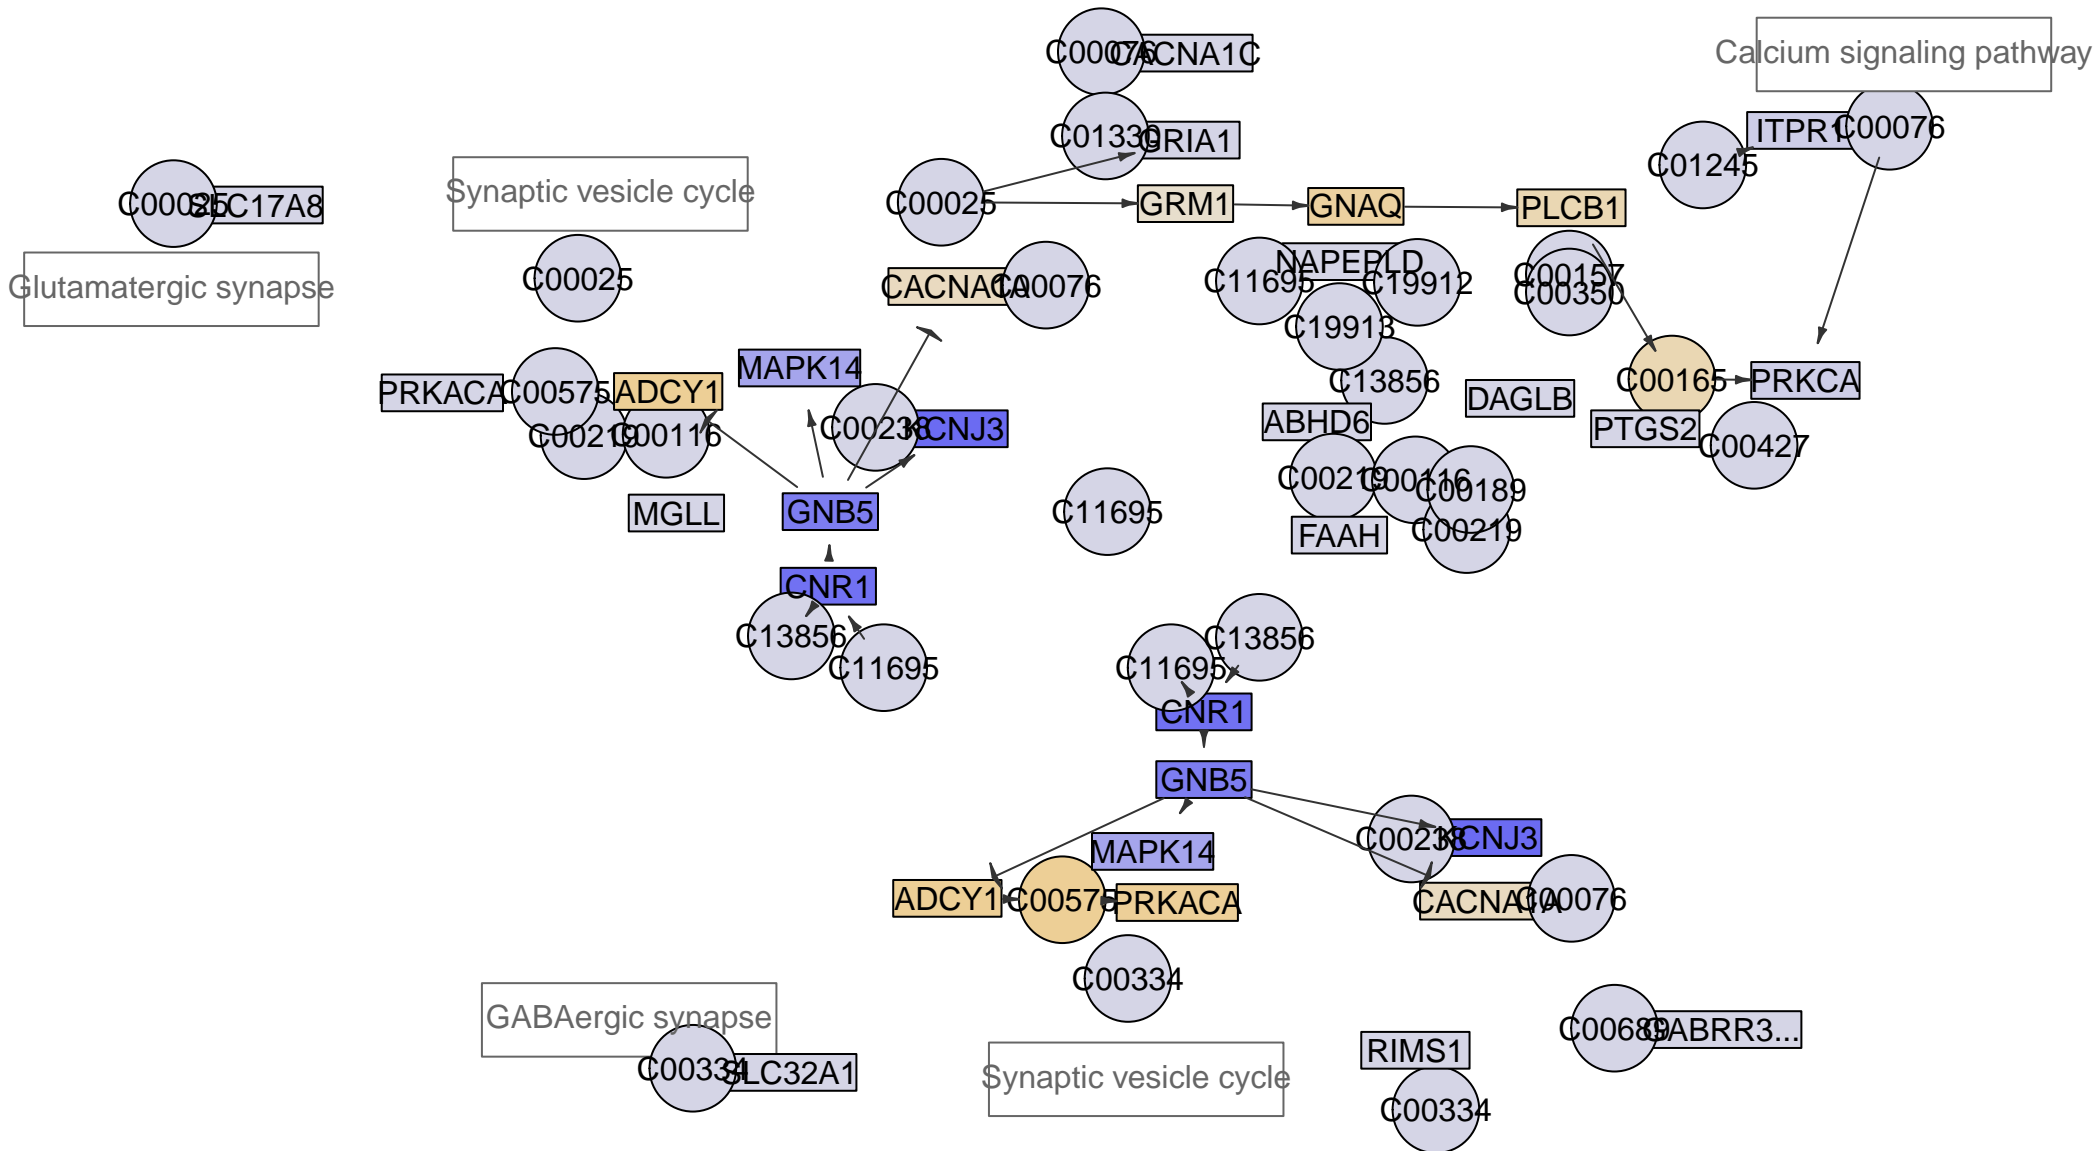 C00076
CACNA1C
Calcium signaling pathway
C01330
GRIA1
ITPR1
C00076
C01245
Synaptic vesicle cycle
C00025
SLC17A8
C00025
GRM1
GNAQ
PLCB1
Glutamatergic synapse
C00025
CACNA1A
C00076
C11695
NAPEPLD
C19912
C00157
C00350
C19913
MAPK14
C13856
C00165
PRKCA
PRKACA
C00575
ADCY1
DAGLB
C00219
C00116
C00238
KCNJ3
ABHD6
PTGS2
C00427
C00219
C00116
C00189
MGLL
GNB5
C11695
FAAH
C00219
CNR1
C13856
C11695
C11695
C13856
CNR1
GNB5
MAPK14
C00238
KCNJ3
ADCY1
C00575
PRKACA
CACNA1A
C00076
C00334
GABAergic synapse
C00334
SLC32A1
Synaptic vesicle cycle
RIMS1
C00334
C00689
GABRR3...